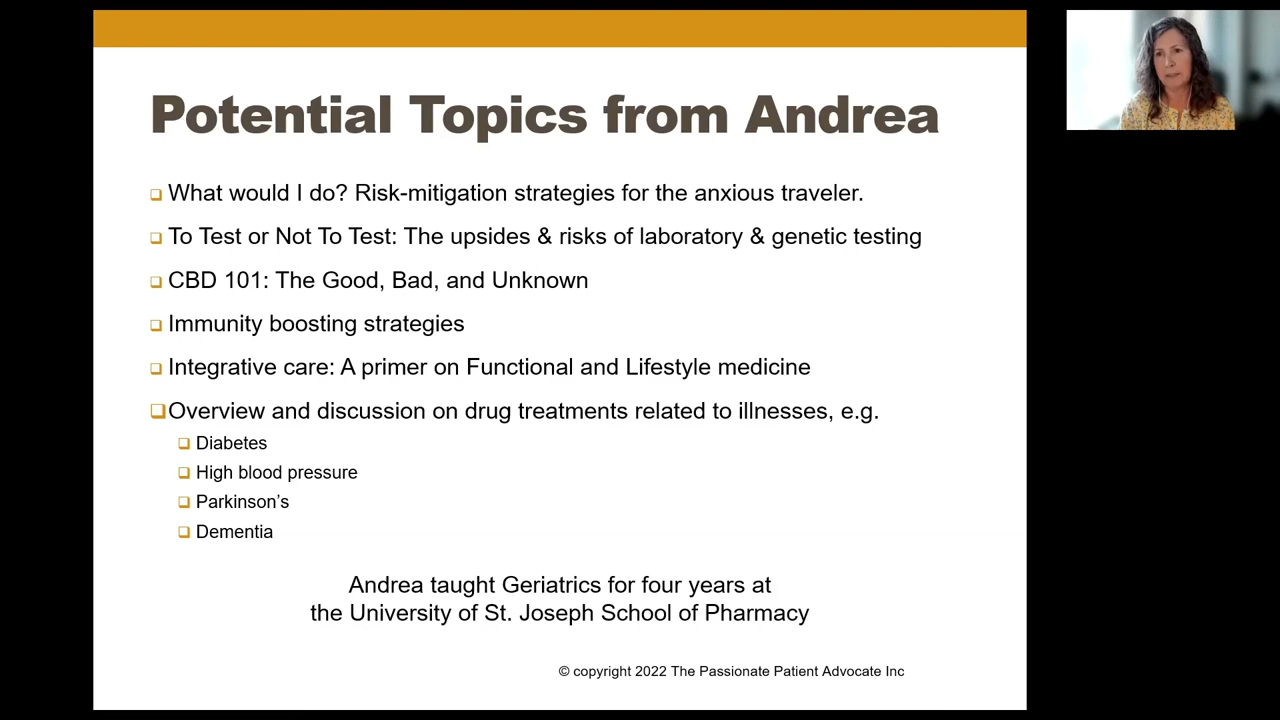 Potential Topics from Andrea
What would I do? Risk-mitigation strategies for the anxious traveler.
To Test or Not To Test: The upsides & risks of laboratory & genetic testing
CBD 101: The Good, Bad, and Unknown
Immunity boosting strategies
Integrative care: A primer on Functional and Lifestyle medicine
Overview and discussion on drug treatments related to illnesses, e.g.
Diabetes
High blood pressure
Parkinson’s
Dementia
Andrea taught Geriatrics for four years at
the University of St. Joseph School of Pharmacy
© copyright 2022 The Passionate Patient Advocate Inc